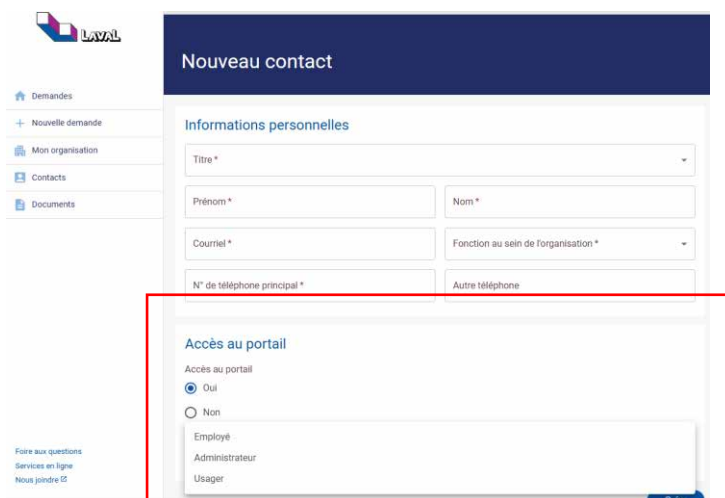 LAVAL
Nouveau contact
Demandes
+ Nouvelle demande
Mon organisation
Contacts
Documents
Informations personnelles
Titre *
Prénom *
Nom *
Courriel *
Fonction au sein de l'organisation *
N° de téléphone principal *
Autre téléphone
Accès au portail
Accès au portail
Oui
Non
Employé
Administrateur
Usager
Foire aux questions
Services en ligne
Nous joindre